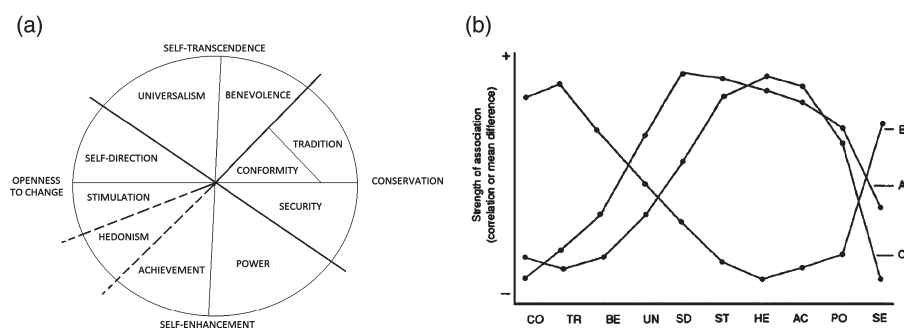 (a)
SELF-TRANSCENDENCE
UNIVERSALISM
BENEVOLENCE
TRADITION
SELF-DIRECTION
CONFORMITY
OPENNESS
TO CHANGE
CONSERVATION
STIMULATION
SECURITY
HEDONISM
ACHIEVEMENT
POWER
SELF-ENHANCEMENT
(b)
+
Strength of association
(correlation or mean difference)
–
B
A
C
CO TR BE UN SD ST HE AC PO SE